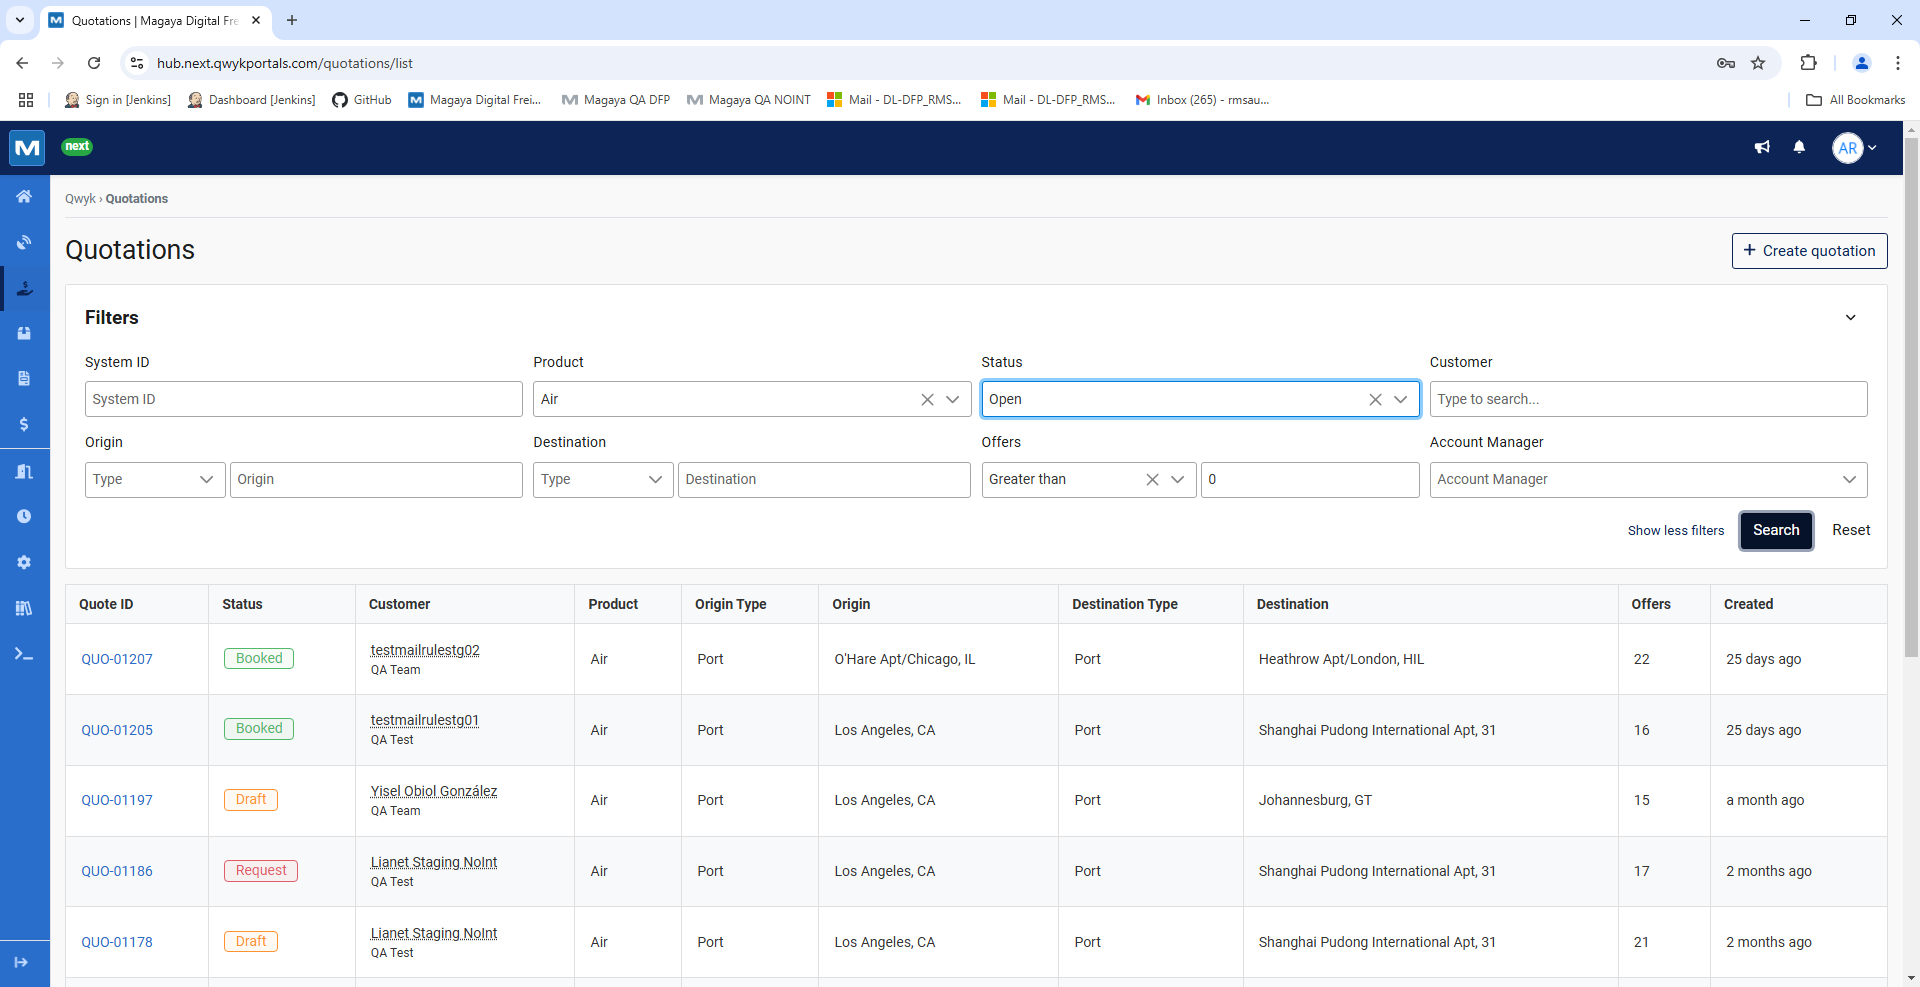 Quotations | Magaya Digital Fre
hub.next.qwykportals.com/quotations/list
Sign in [Jenkins]
Dashboard [Jenkins]
GitHub
Magaya Digital Frei...
Magaya QA DFP
Magaya QA NOINT
Mail - DL-DFP_RMS...
Mail - DL-DFP_RMS...
Inbox (265) - rmsau...
All Bookmarks
next
AR
Qwyk › Quotations
Quotations
+ Create quotation
Filters
System ID
Product
Status
Customer
System ID
Air
Open
Type to search...
Origin
Destination
Offers
Account Manager
Type
Origin
Type
Destination
Greater than
0
Account Manager
Show less filters
Search
Reset
Quote ID Status Customer Product Origin Type Origin Destination Type Destination Offers Created
QUO-01207 Booked testmailrulestg02 Air Port O'Hare Apt/Chicago, IL Port Heathrow Apt/London, HIL 22 25 days ago
QA Team
QUO-01205 Booked testmailrulestg01 Air Port Los Angeles, CA Port Shanghai Pudong International Apt, 31 16 25 days ago
QA Test
QUO-01197 Draft Yisel Obiol González Air Port Los Angeles, CA Port Johannesburg, GT 15 a month ago
QA Team
QUO-01186 Request Lianet Staging NoInt Air Port Los Angeles, CA Port Shanghai Pudong International Apt, 31 17 2 months ago
QA Test
QUO-01178 Draft Lianet Staging NoInt Air Port Los Angeles, CA Port Shanghai Pudong International Apt, 31 21 2 months ago
QA Test